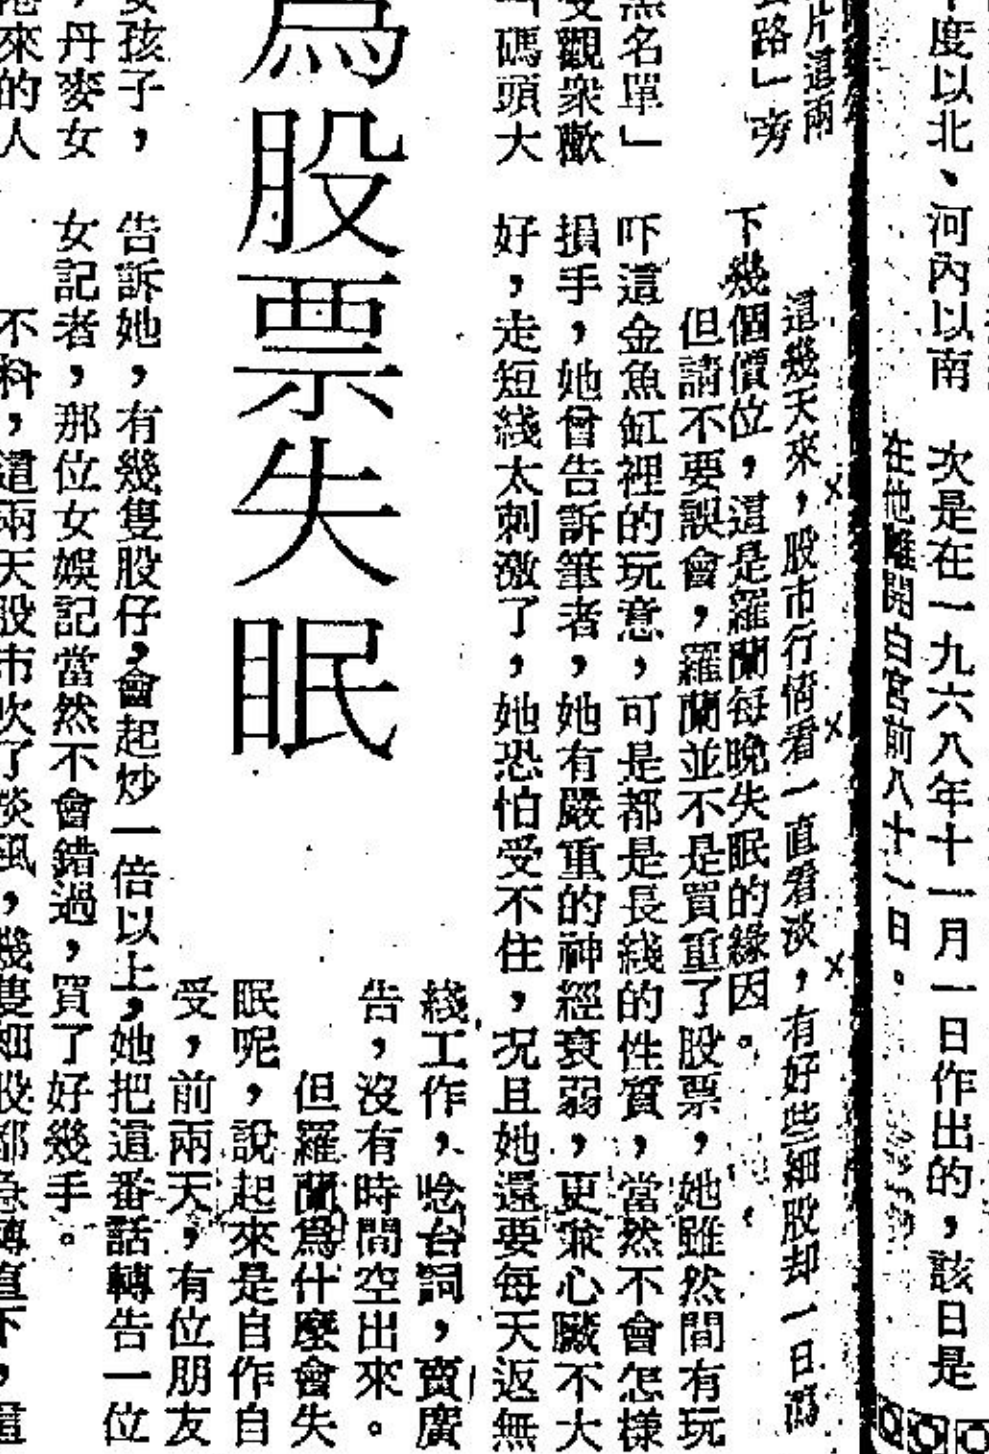 年度以北、河內以南
次是在一九六八年十一月一日作出的，該日是
在他離開白宮前八十一日。
片這兩
公路」旁
黑名單」
受觀衆歡
叫碼頭大
為股票失眠
這幾天來，股市行情看一直看淡，有好些細股却一日瀉
下幾個價位，這是羅蘭每晚失眠的緣因。
但請不要誤會，羅蘭並不是買重了股票，她雖然間有玩
吓這金魚缸裡的玩意，可是都是長綫的性質，當然不會怎樣
損手，她曾告訴筆者，她有嚴重的神經衰弱，更兼心臟不大
好，走短綫太刺激了，她恐怕受不住，况且她還要每天返無
綫工作，唸台詞，賣廣
告，沒有時間空出來。
但羅蘭爲什麼會失
眠呢，說起來是自作自
受，前兩天，有位朋友
女孩子，
，丹麥女
港來的人
告訴她，有幾隻股仔，會起炒一倍以上，她把這番話轉告一位
女記者，那位女娛記當然不會錯過，買了好幾手。
不料，這兩天股市吹了淡風，幾隻細股都急轉直下，這